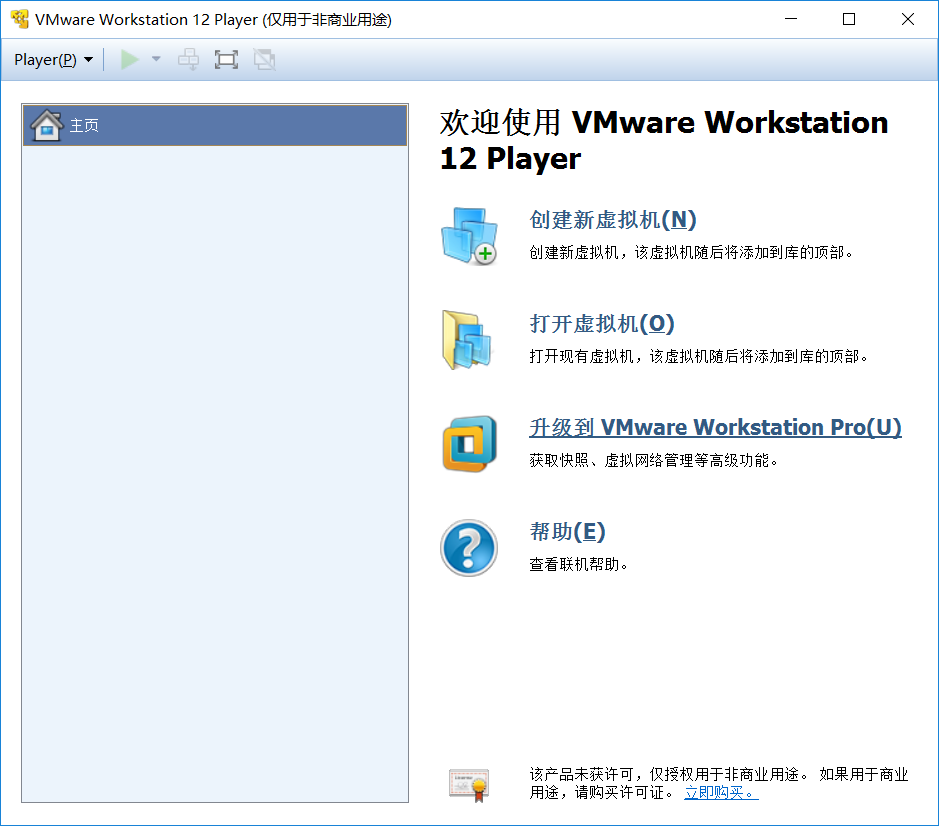 VMware Workstation 12 Player (仅用于非商业用途)
Player(P)
主页
欢迎使用 VMware Workstation
12 Player
创建新虚拟机(N)
创建新虚拟机，该虚拟机随后将添加到库的顶部。
打开虚拟机(O)
打开现有虚拟机，该虚拟机随后将添加到库的顶部。
升级到 VMware Workstation Pro(U)
获取快照、虚拟网络管理等高级功能。
帮助(E)
查看联机帮助。
该产品未获许可，仅授权用于非商业用途。 如果用于商业
用途，请购买许可证。 立即购买。